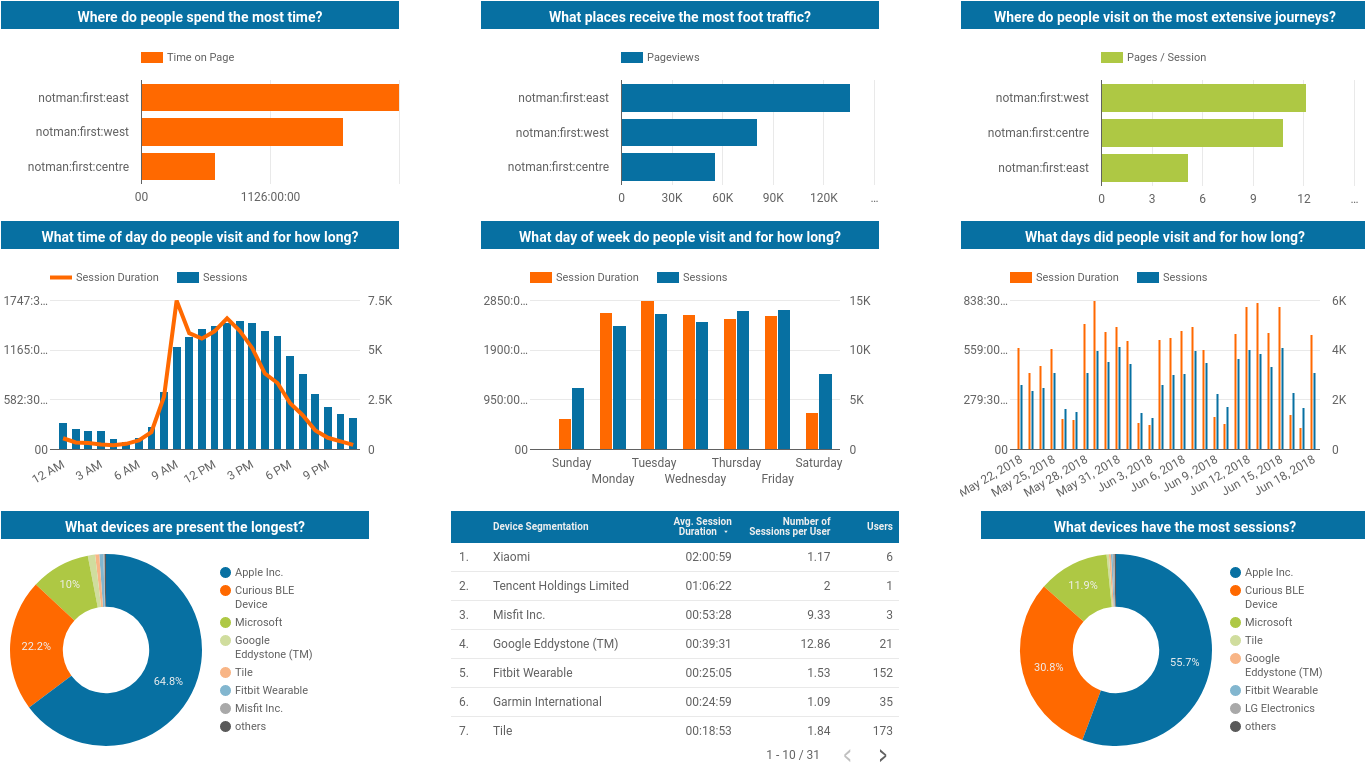 Where do people spend the most time?
Time on Page
notman:first:east
notman:first:west
notman:first:centre
00
1126:00:00
What places receive the most foot traffic?
Pageviews
notman:first:east
notman:first:west
notman:first:centre
0 30K 60K 90K 120K ...
Where do people visit on the most extensive journeys?
Pages / Session
notman:first:west
notman:first:centre
notman:first:east
0 3 6 9 12 ...
What time of day do people visit and for how long?
Session Duration Sessions
1747:3... 7.5K
1165:0... 5K
582:30... 2.5K
00 0
12 AM 3 AM 6 AM 9 AM 12 PM 3 PM 6 PM 9 PM
What day of week do people visit and for how long?
Session Duration Sessions
2850:0... 15K
1900:0... 10K
950:00... 5K
00 0
Sunday Tuesday Thursday Saturday
Monday Wednesday Friday
What days did people visit and for how long?
Session Duration Sessions
838:30... 6K
559:00... 4K
279:30... 2K
00 0
May 22, 2018 May 25, 2018 May 28, 2018 May 31, 2018 Jun 3, 2018 Jun 6, 2018 Jun 9, 2018 Jun 12, 2018 Jun 15, 2018 Jun 18, 2018
What devices are present the longest?
10%
22.2%
64.8%
Apple Inc.
Curious BLE
Device
Microsoft
Google
Eddystone (TM)
Tile
Fitbit Wearable
Misfit Inc.
others
Device Segmentation Avg. Session Duration Number of Sessions per User Users
1. Xiaomi 02:00:59 1.17 6
2. Tencent Holdings Limited 01:06:22 2 1
3. Misfit Inc. 00:53:28 9.33 3
4. Google Eddystone (TM) 00:39:31 12.86 21
5. Fitbit Wearable 00:25:05 1.53 152
6. Garmin International 00:24:59 1.09 35
7. Tile 00:18:53 1.84 173
1 - 10 / 31
What devices have the most sessions?
11.9%
30.8%
55.7%
Apple Inc.
Curious BLE
Device
Microsoft
Tile
Google
Eddystone (TM)
Fitbit Wearable
LG Electronics
others